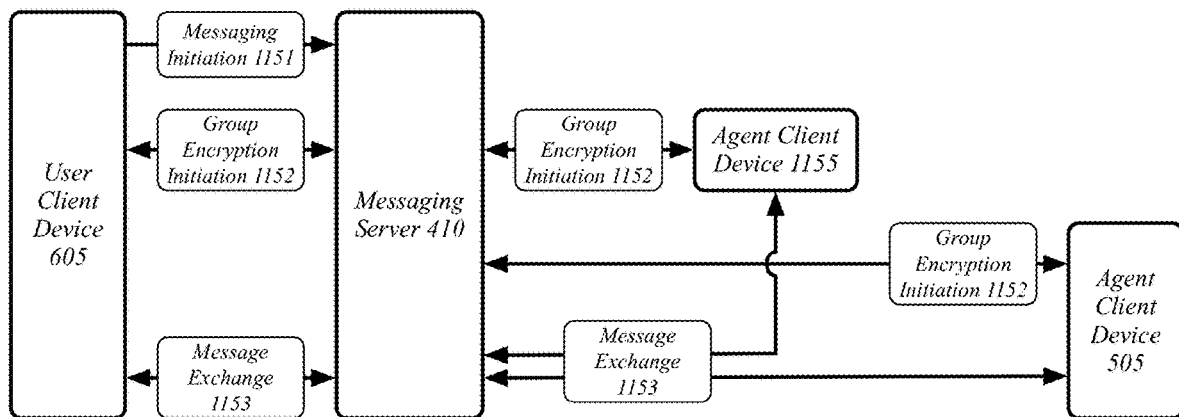 Messaging
Initiation 1151
Group
Encryption
Initiation 1152
Group
Encryption
Initiation 1152
Agent Client
Device 1155
User
Client
Device
605
Messaging
Server 410
Group
Encryption
Initiation 1152
Agent
Client
Device
505
Message
Exchange
1153
Message
Exchange
1153